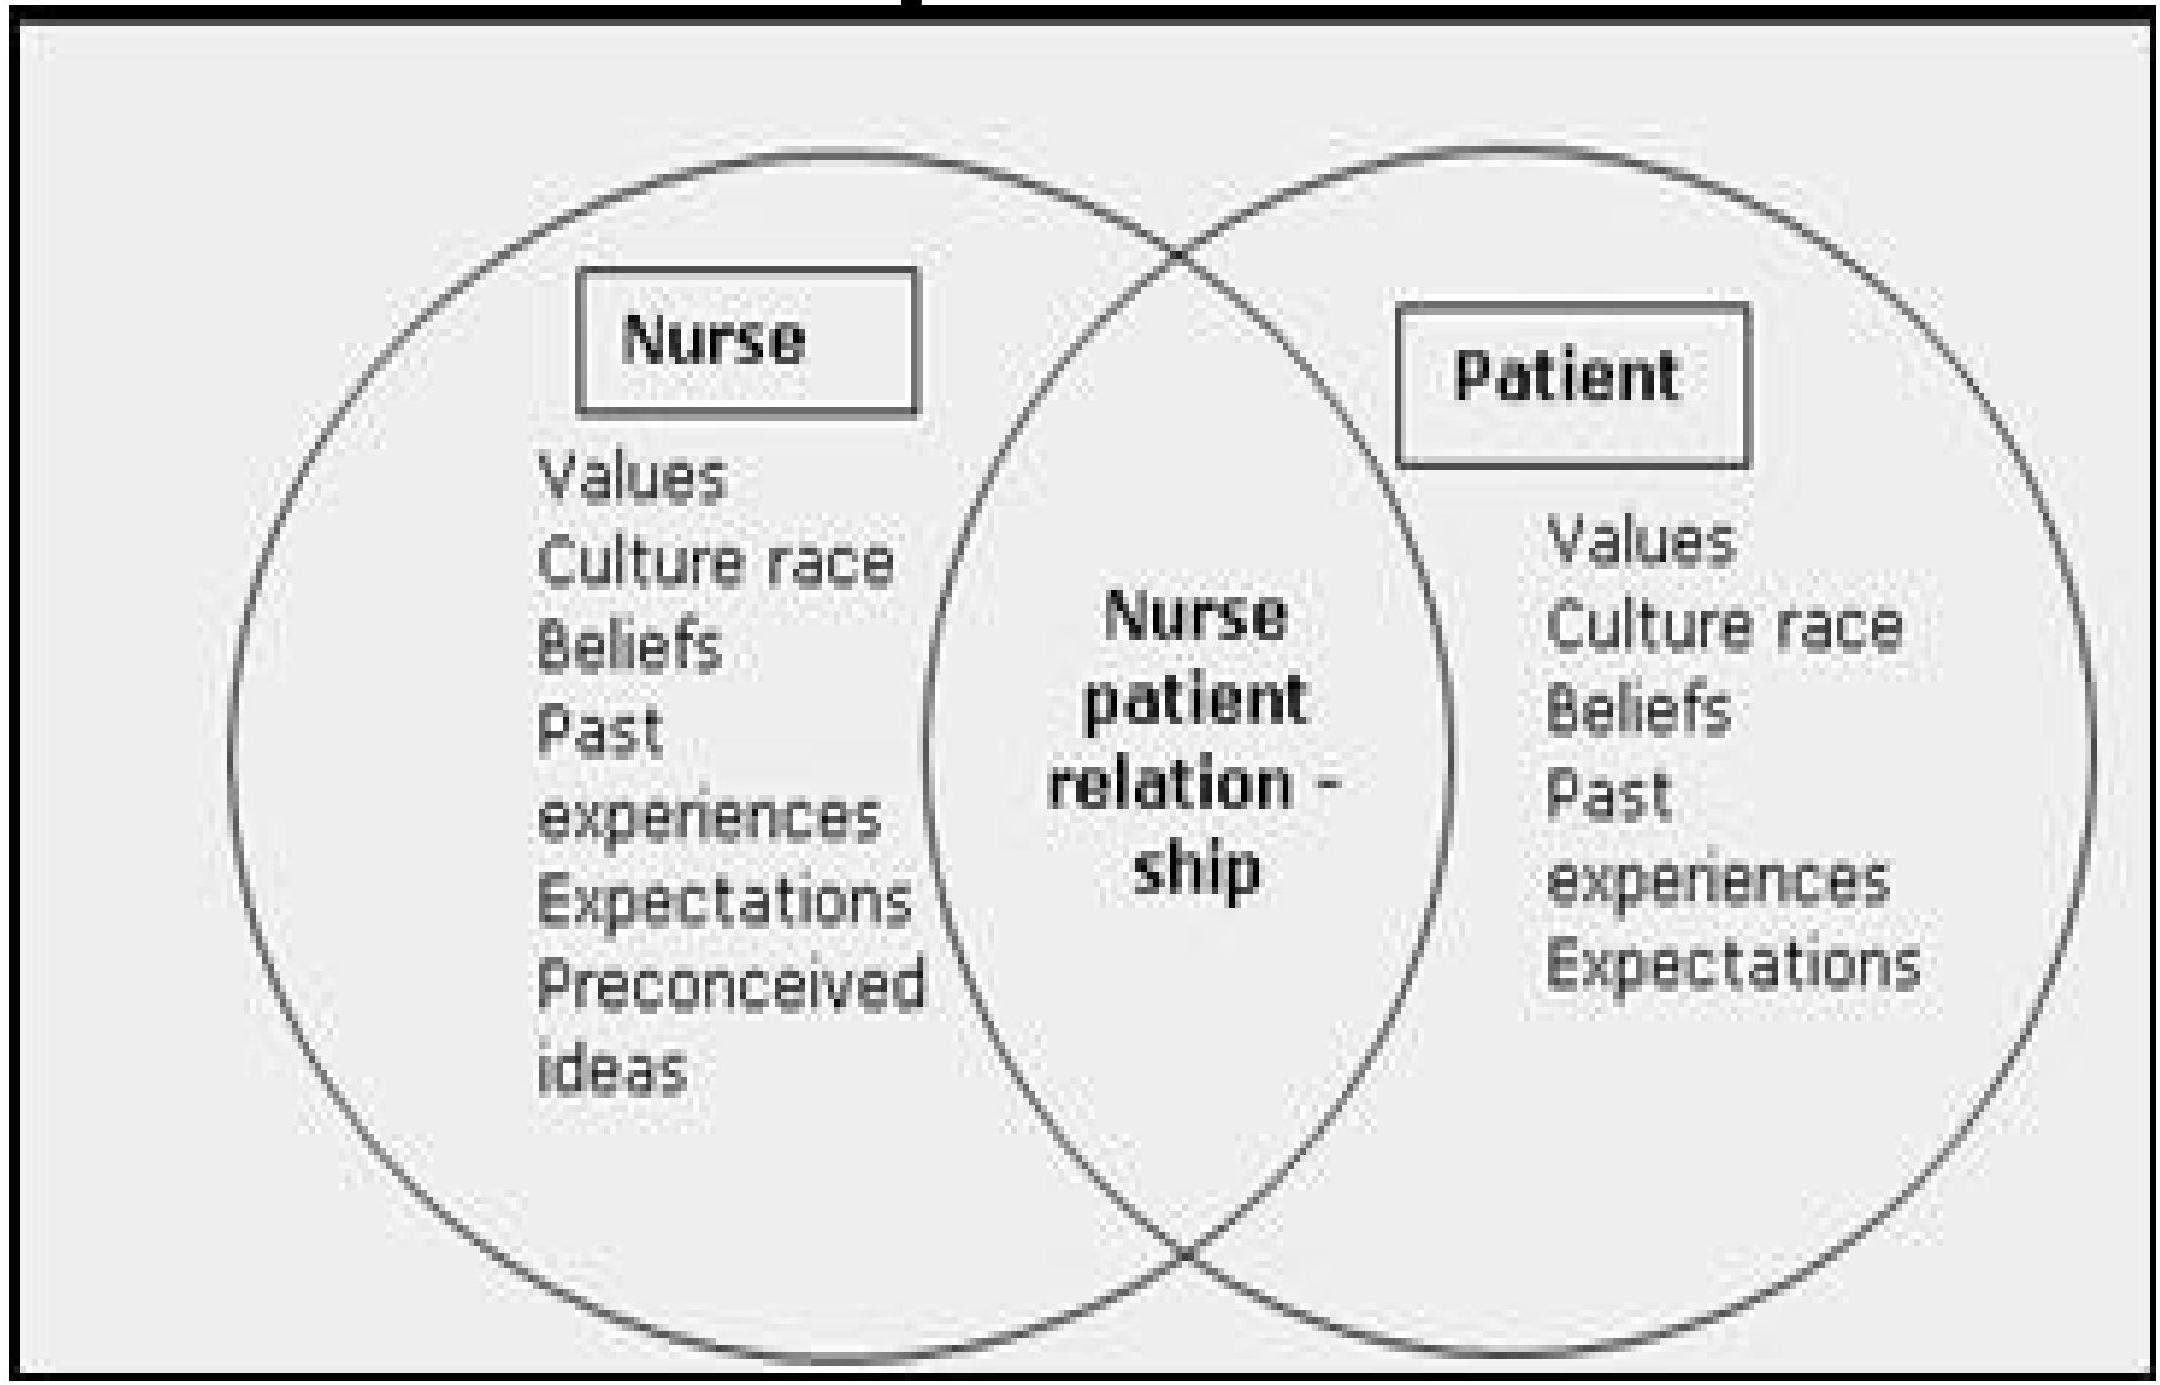 Nurse
Values
Culture race
Beliefs
Past
experiences
Expectations
Preconceived
ideas
Nurse
patient
relation -
ship
Patient
Values
Culture race
Beliefs
Past
experiences
Expectations